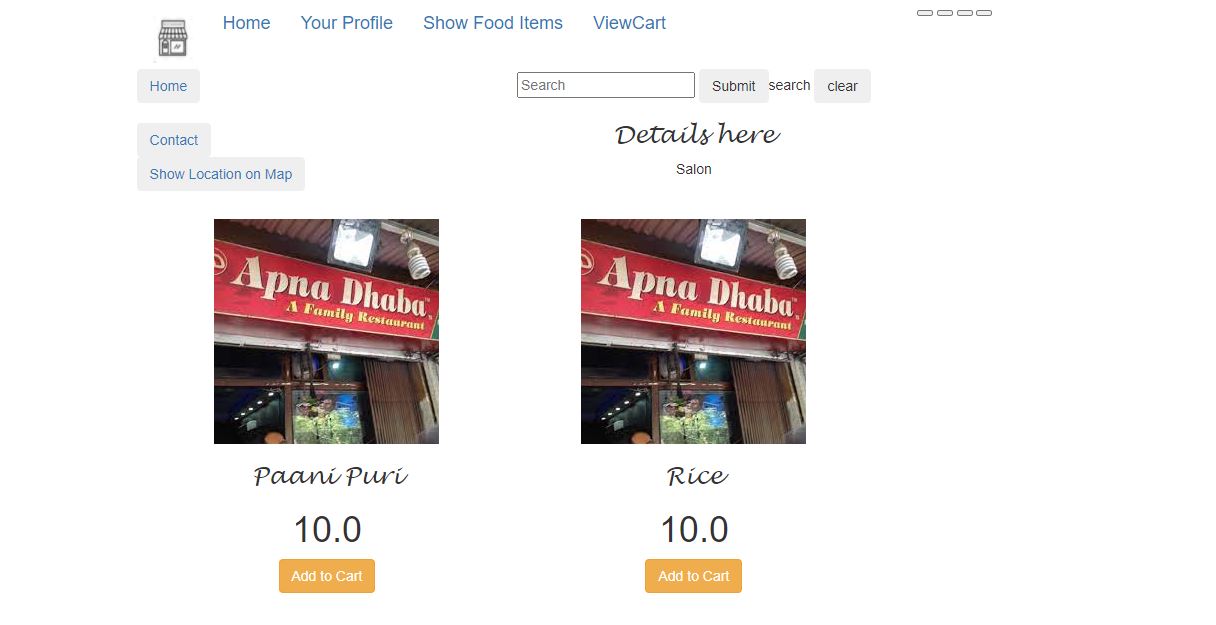 Home Your Profile Show Food Items ViewCart
Home Search Submit search clear
Contact Details here
Salon
Show Location on Map
Apna Dhaba Apna Dhaba
A Family Restaurant A Family Restaurant
Paani Puri Rice
10.0 10.0
Add to Cart Add to Cart